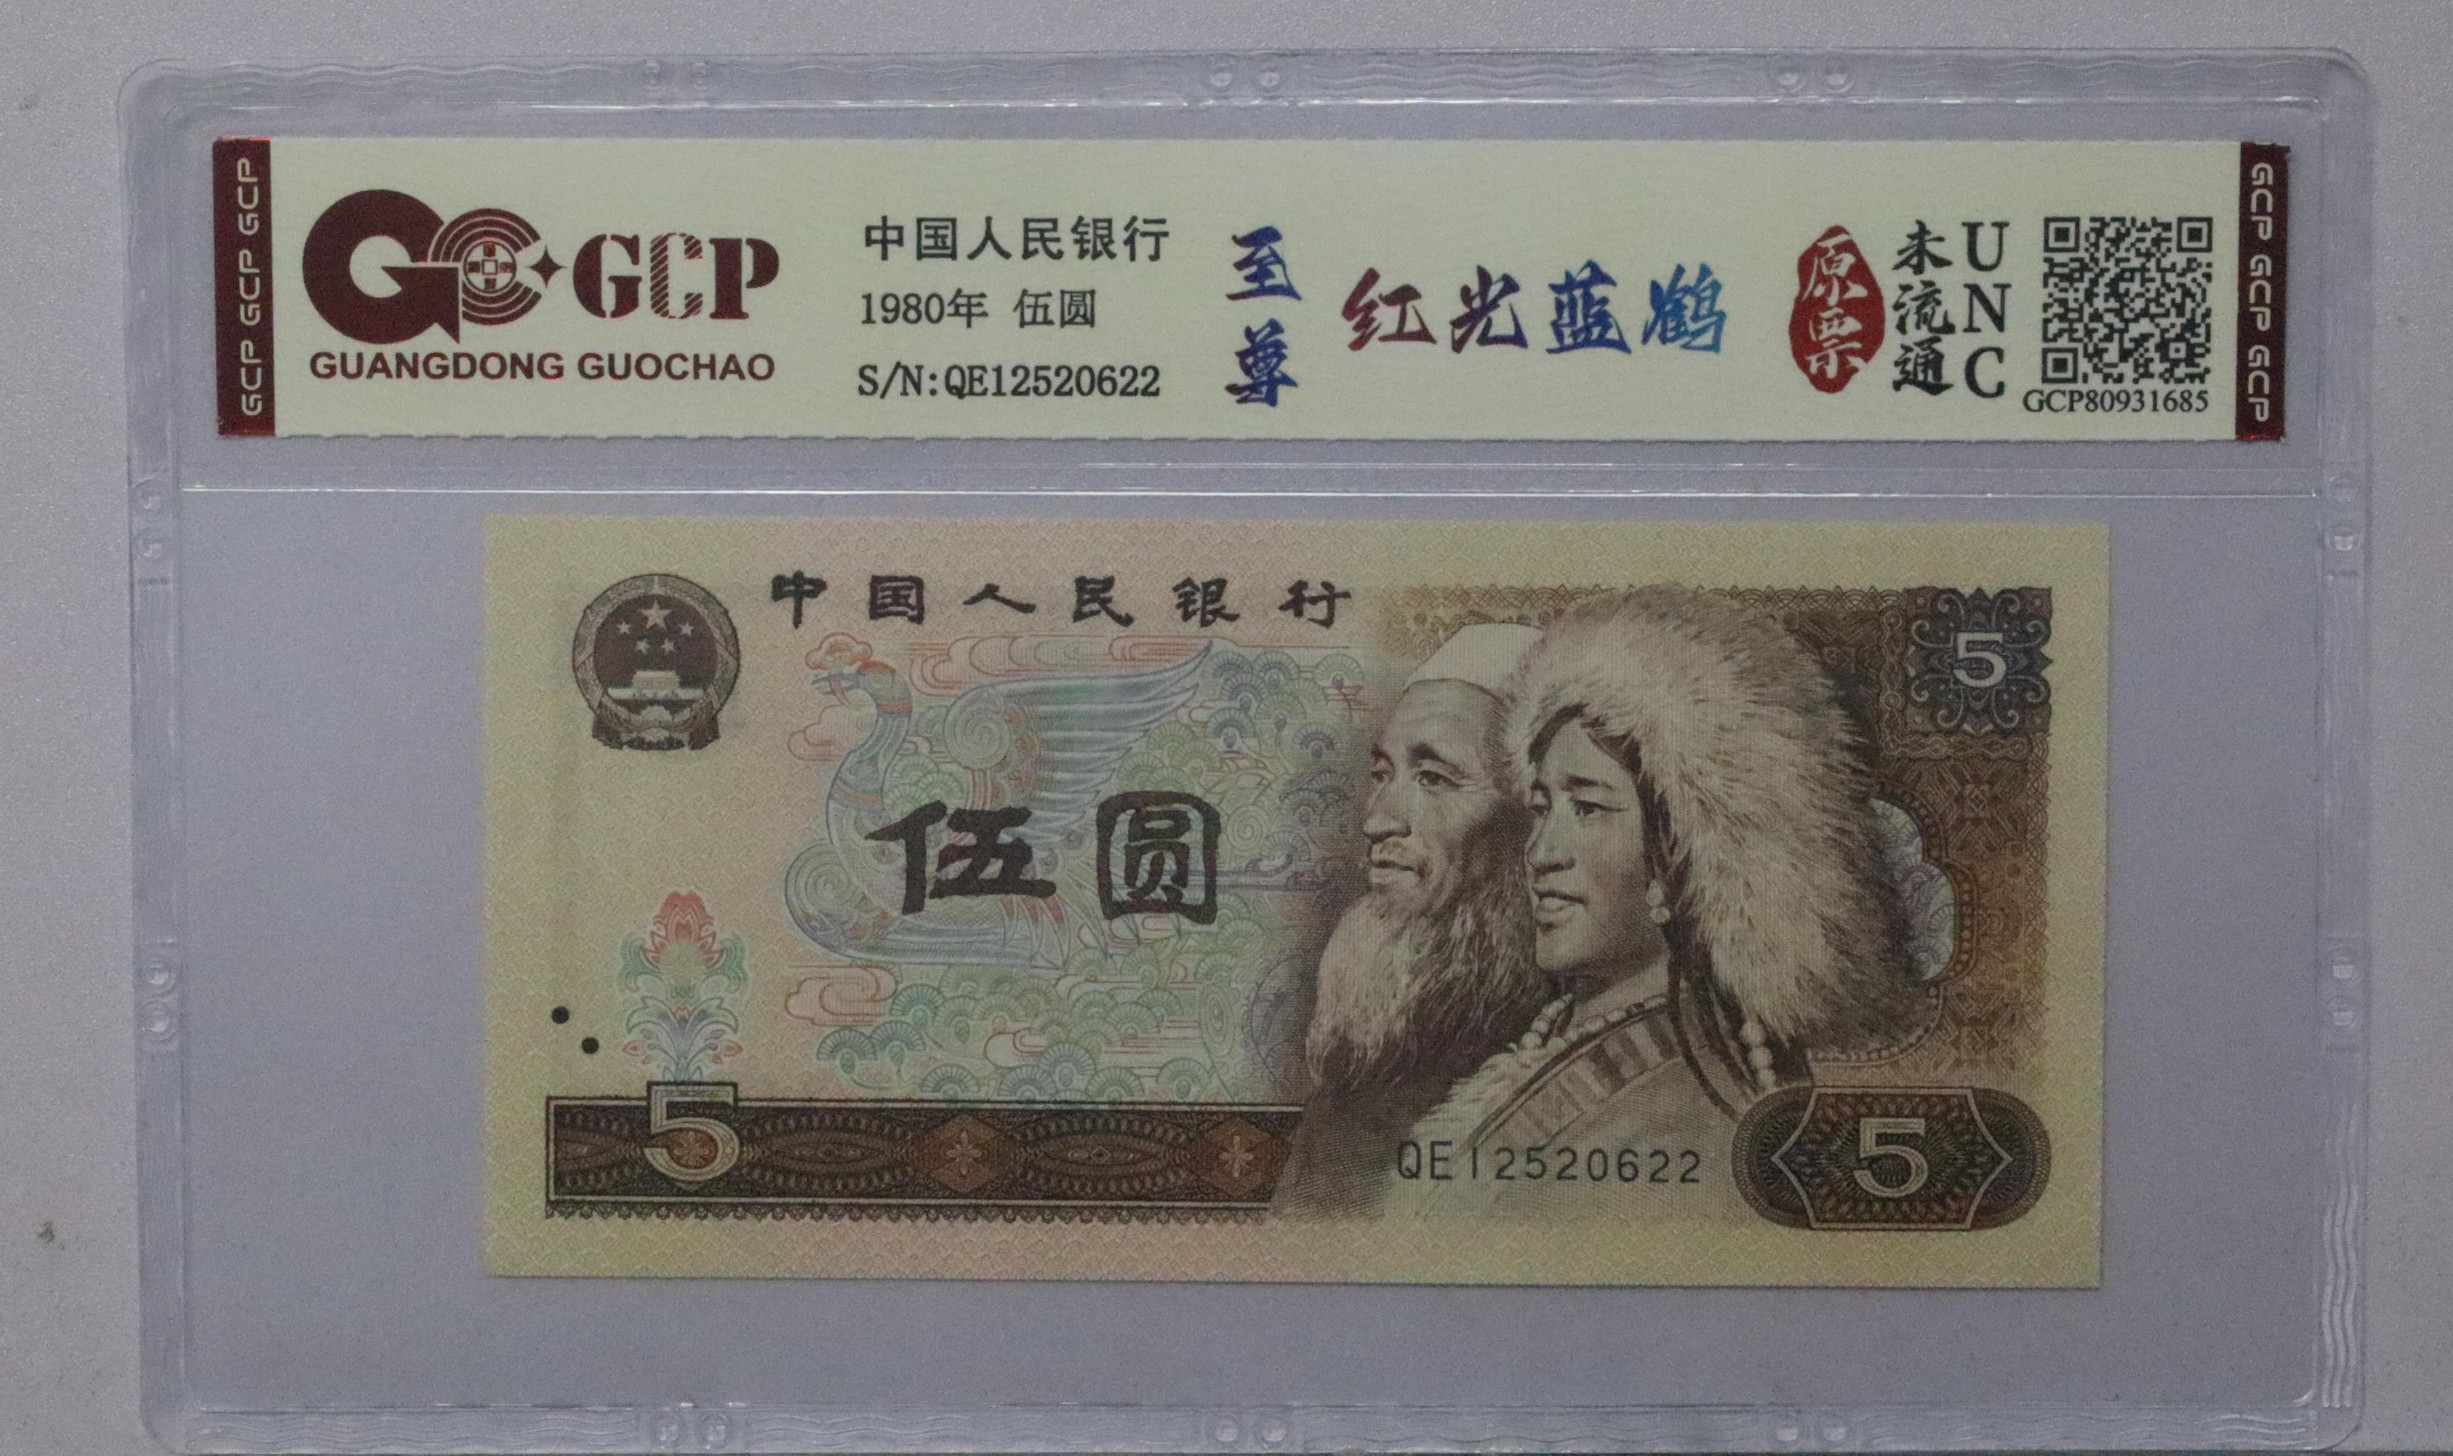 GCP GCP GCP
GCP
GUANGDONG GUOCHAO
中国人民银行
1980年 伍圆
S/N:QE12520622
至尊
红光蓝鹤
原票
未流通
UNC
GCP80931685
GCP GCP GCP
中国人民银行
5
伍圆
5
QE12520622
5